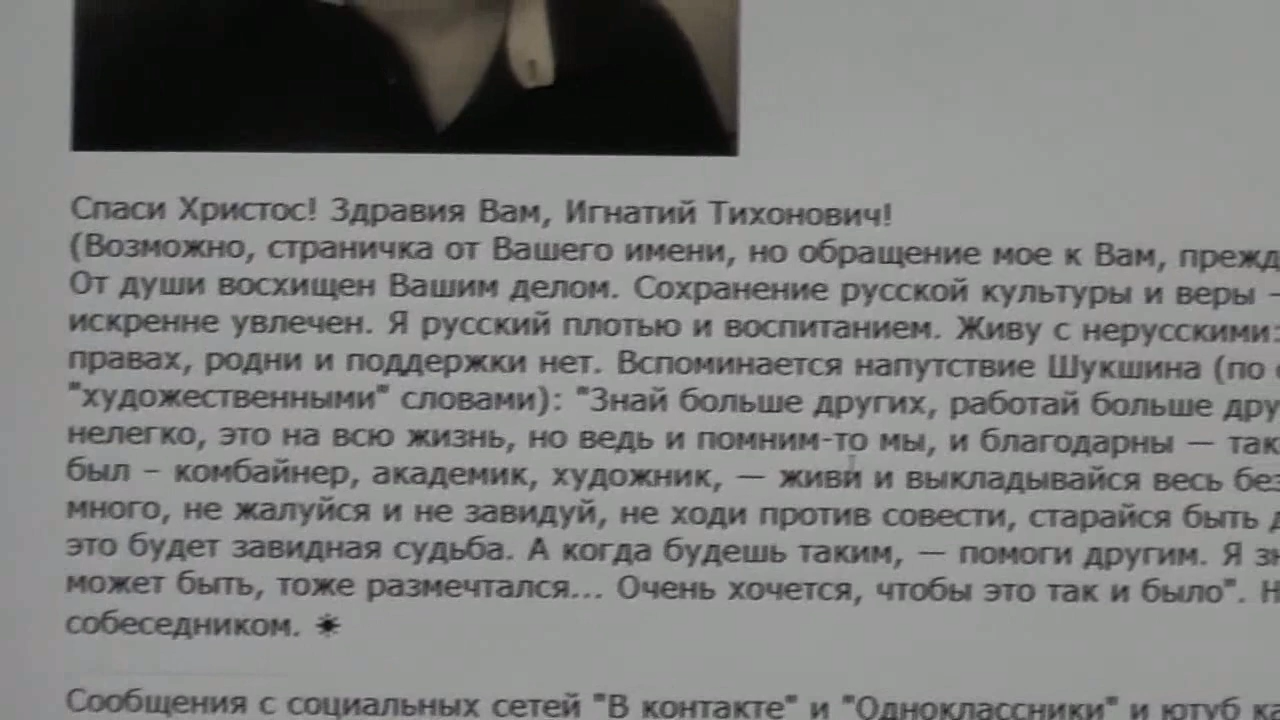 Спаси Христос! Здравия Вам, Игнатий Тихонович!
(Возможно, страничка от Вашего имени, но обращение мое к Вам, прежд
От души восхищен Вашим делом. Сохранение русской культуры и веры –
искренне увлечен. Я русский плотью и воспитанием. Живу с нерусскими:
правах, родни и поддержки нет. Вспоминается напутствие Шукшина (по
"художественными" словами): "Знай больше других, работай больше дру
нелегко, это на всю жизнь, но ведь и помним-то мы, и благодарны — так
был – комбайнер, академик, художник, — живи и выкладывайся весь без
много, не жалуйся и не завидуй, не ходи против совести, старайся быть
это будет завидная судьба. А когда будешь таким, — помоги другим. Я зн
может быть, тоже размечтался... Очень хочется, чтобы это так и было". Н
собеседником. ☀
Сообщения с социальных сетей "В контакте" и "Одноклассники" и ютуб ка